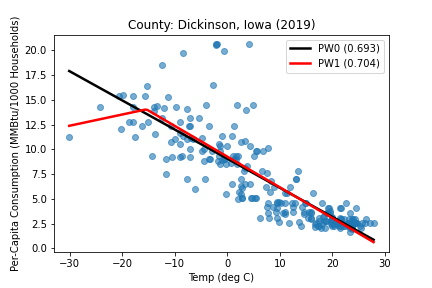 County: Dickinson, Iowa (2019)
Per-Capita Consumption (MMBtu/1000 Households)
20.0
17.5
15.0
12.5
10.0
7.5
5.0
2.5
0.0
PW0 (0.693)
PW1 (0.704)
−30 −20 −10 0 10 20 30
Temp (deg C)